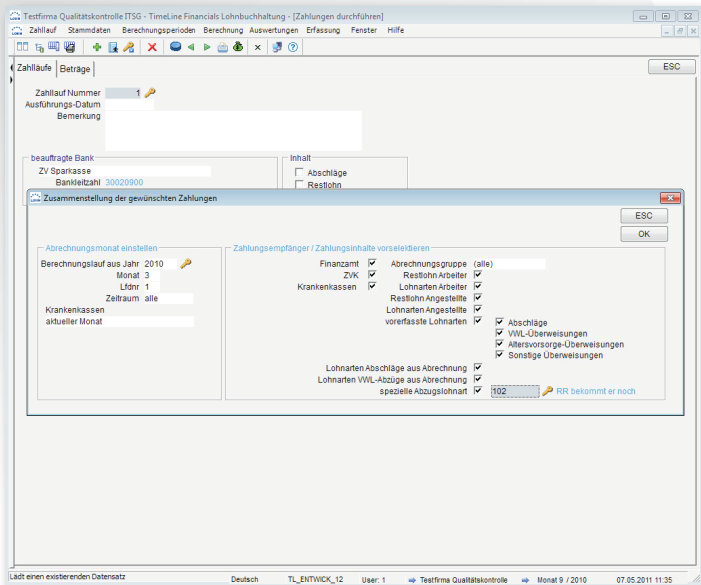 Testfirma Qualitätskontrolle ITSG - TimeLine Financials Lohnbuchhaltung - [Zahlungen durchführen]
Zahllauf Stammdaten Berechnungsperioden Berechnung Auswertungen Erfassung Fenster Hilfe
Zahlläufe Beträge ESC
Zahllauf Nummer 1
Ausführungs-Datum
Bemerkung
beauftragte Bank Inhalt
ZV Sparkasse Abschläge
Bankleitzahl 30020900 Restlohn
Zusammenstellung der gewünschten Zahlungen
ESC
OK
Abrechnungsmonat einstellen
Berechnungslauf aus Jahr 2010
Monat 3
Lfdnr 1
Zeitraum alle
Krankenkassen
aktueller Monat
Zahlungsempfänger / Zahlungsinhalte vorselektieren
Finanzamt Abrechnungsgruppe (alle)
ZVK Restlohn Arbeiter
Krankenkassen Lohnarten Arbeiter
Restlohn Angestellte
Lohnarten Angestellte
vorerfasste Lohnarten Abschläge
VWL-Überweisungen
Altersvorsorge-Überweisungen
Sonstige Überweisungen
Lohnarten Abschläge aus Abrechnung
Lohnarten VWL-Abzüge aus Abrechnung
spezielle Abzugslohnart 102 RR bekommt er noch
Lädt einen existierenden Datensatz Deutsch TL_ENTWICK_12 User: 1 Testfirma Qualitätskontrolle Monat 9 / 2010 07.05.2011 11:35